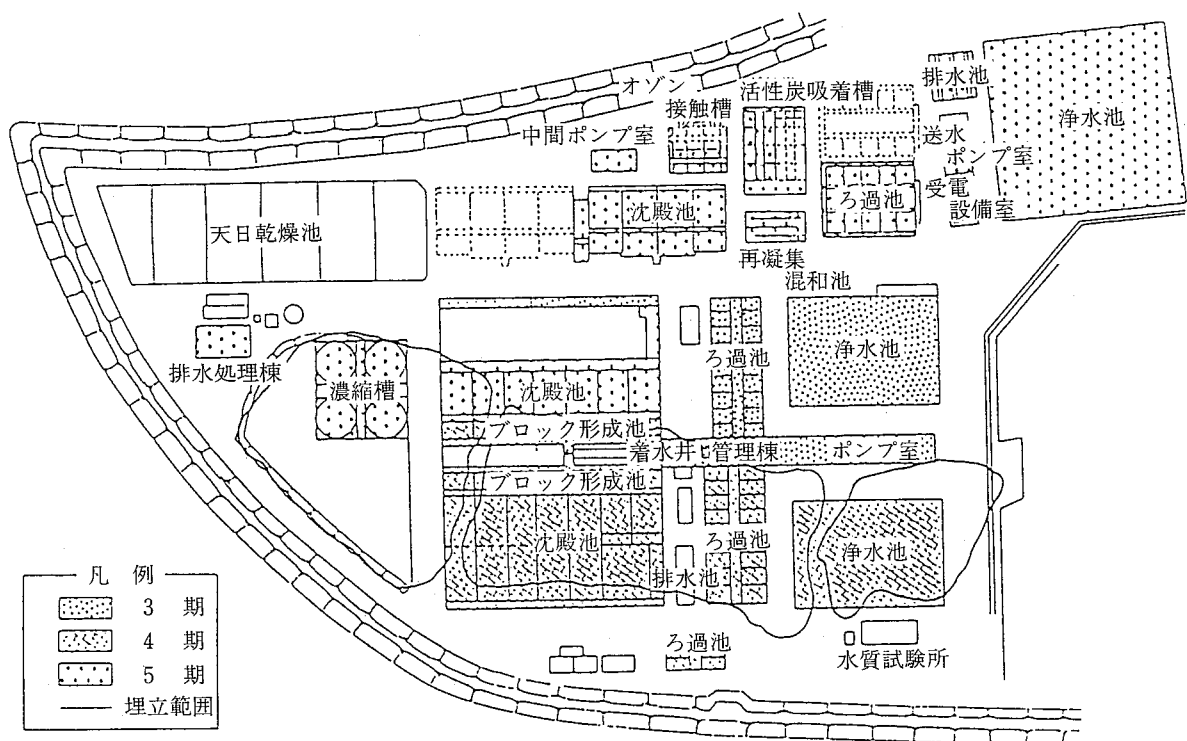 オゾン
接触槽
活性炭吸着槽
排水池
浄水池
中間ポンプ室
送水
ポンプ室
受電
設備室
沈殿池
ろ過池
天日乾燥池
再凝集
混和池
排水処理棟
濃縮槽
ろ過池
浄水池
沈殿池
ブロック形成池
着水井
管理棟
ポンプ室
ブロック形成池
沈殿池
ろ過池
浄水池
排水池
ろ過池
水質試験所
凡 例
3 期
4 期
5 期
埋立範囲